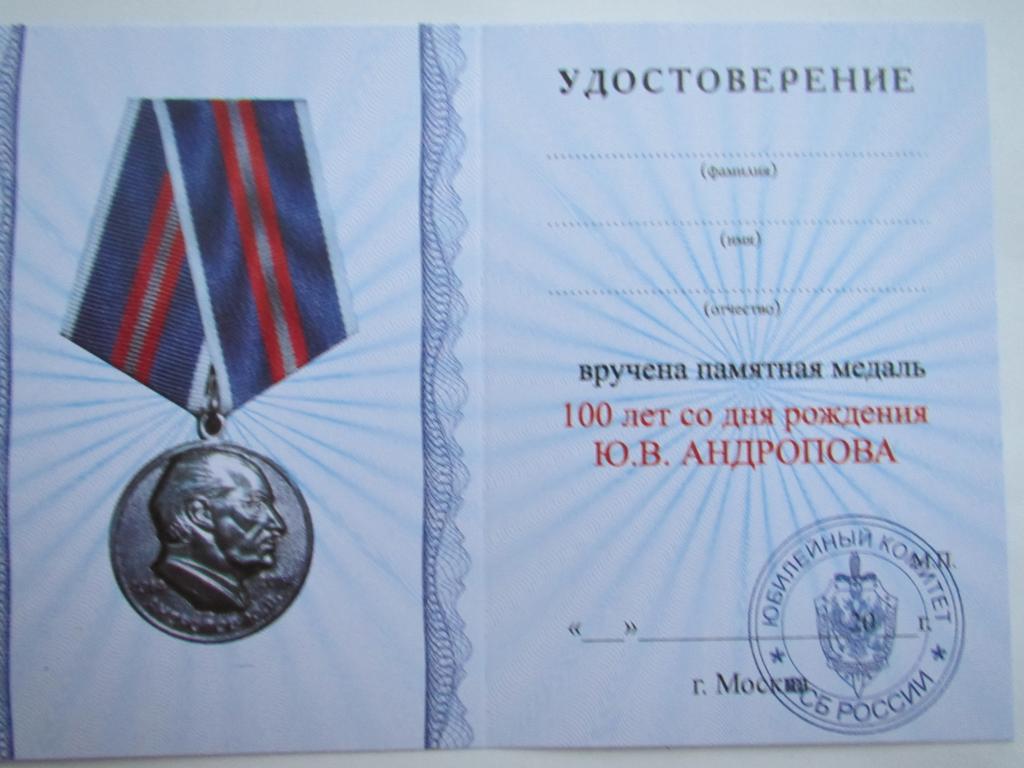 УДОСТОВЕРЕНИЕ
(фамилия)
(имя)
(отчество)
вручена памятная медаль
100 лет со дня рождения
Ю.В. АНДРОПОВА
ЮБИЛЕЙНЫЙ КОМИТЕТ
М.П.
«___»____________________20___г.
г. Москва
ФСБ РОССИИ